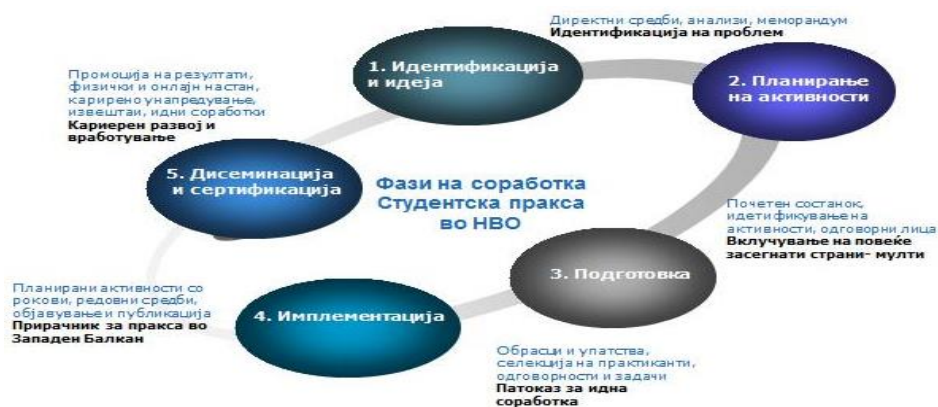 Директни средби, анализи, меморандум
Идентификација на проблем
1. Идентификација
и идеја
2. Планирање
на активности
Промоција на резултати,
физички и онлајн настан,
карирено унапредување,
извештаи, идни соработки
Кариерен развој и
вработување
5. Дисеминација
и сертификација
Фази на соработка
Студентска пракса
во НВО
Почетен состанок,
идетификување на
активности, одговорни лица
Вклучување на повеќе
засегнати страни- мулти
3. Подготовка
Планирани активности со
рокови, редовни средби,
објавување и публикација
Прирачник за пракса во
Западен Балкан
4. Имплементација
Обрасци и упатства,
селекција на практиканти,
одговорности и задачи
Патоказ за идна
соработка